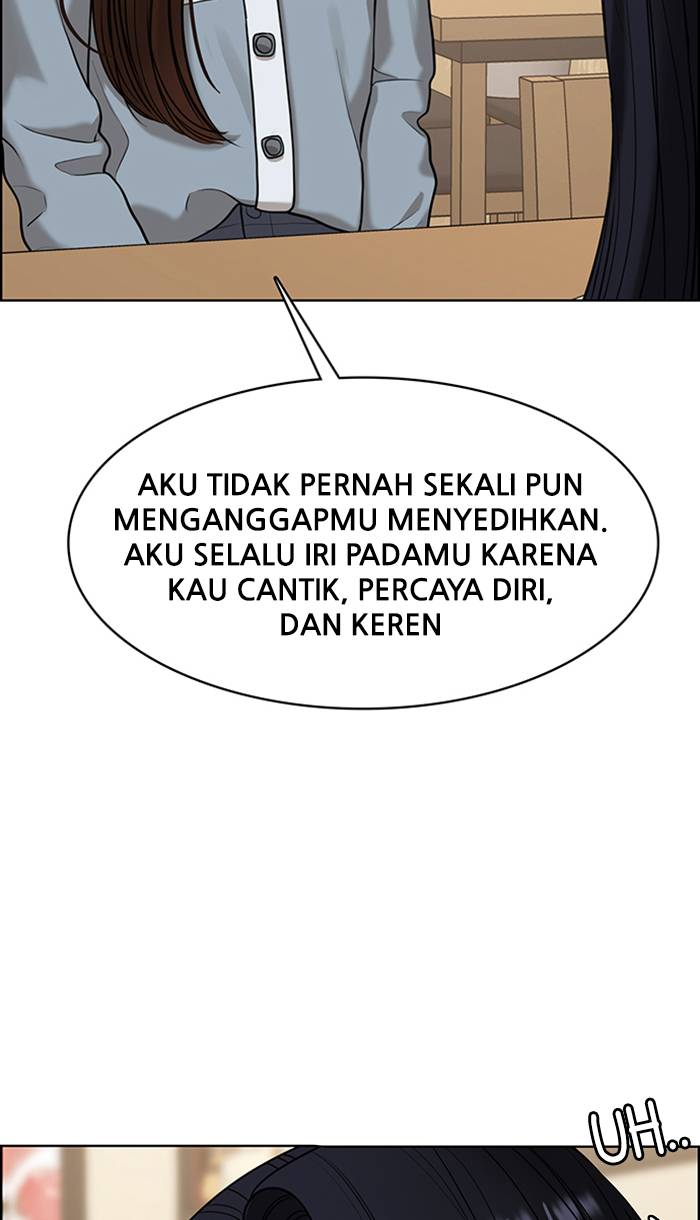 AKU TIDAK PERNAH SEKALI PUN
MENGANGGAPMU MENYEDIHKAN.
AKU SELALU IRI PADAMU KARENA
KAU CANTIK, PERCAYA DIRI,
DAN KEREN
UH..